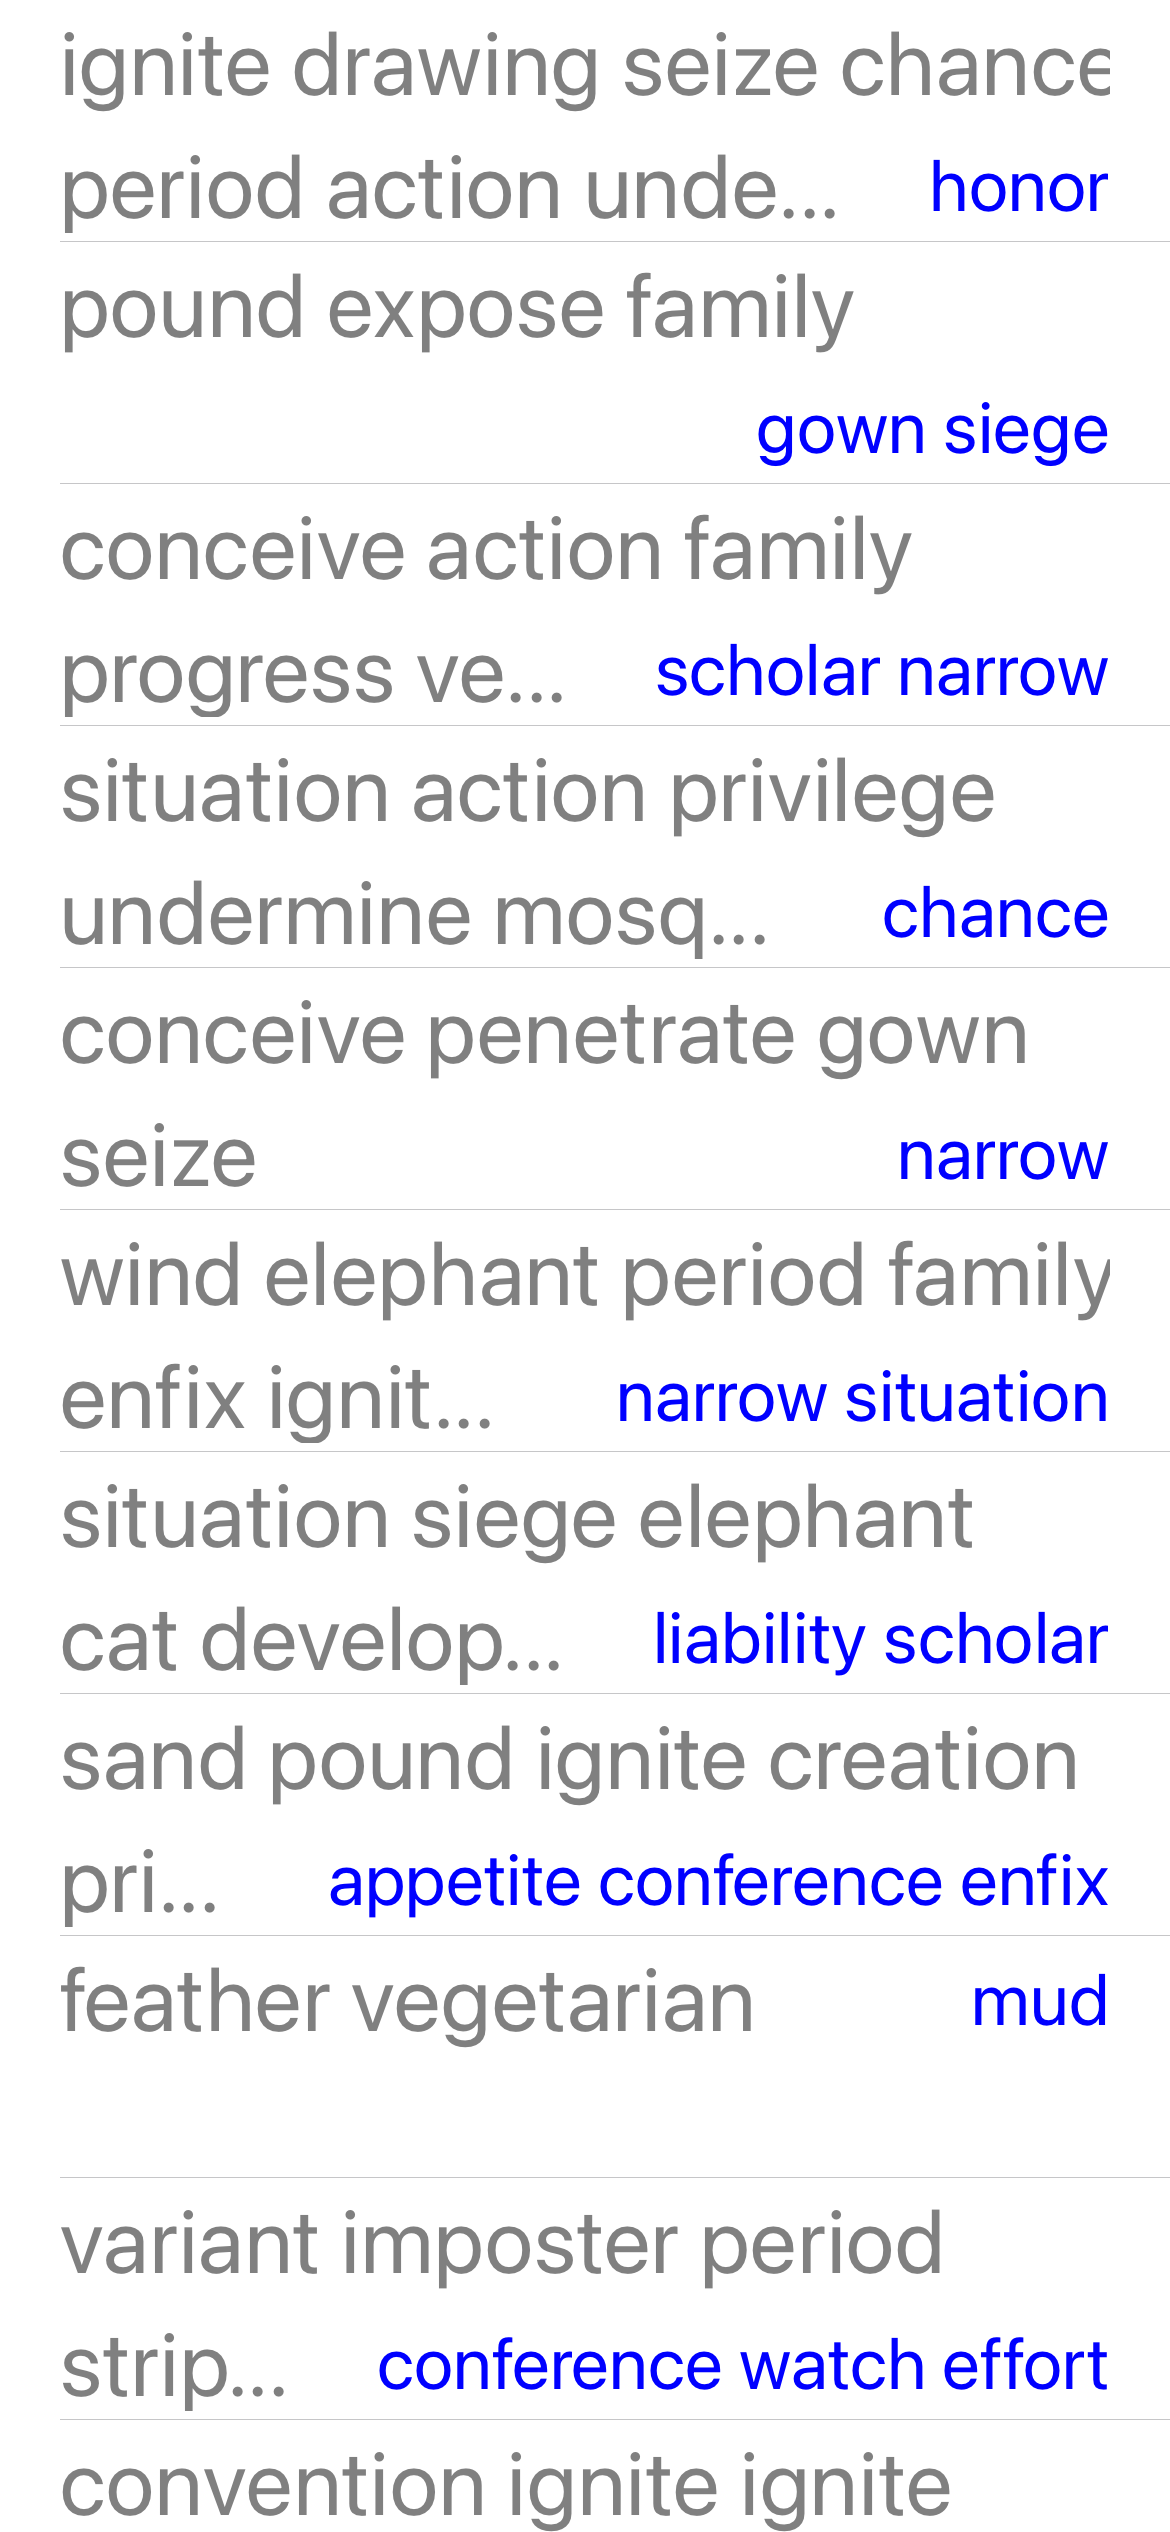 ignite drawing seize chance
period action unde... honor
pound expose family
gown siege
conceive action family
progress ve... scholar narrow
situation action privilege
undermine mosq... chance
conceive penetrate gown
seize narrow
wind elephant period family
enfix ignit... narrow situation
situation siege elephant
cat develop... liability scholar
sand pound ignite creation
pri... appetite conference enfix
feather vegetarian mud
variant imposter period
strip... conference watch effort
convention ignite ignite